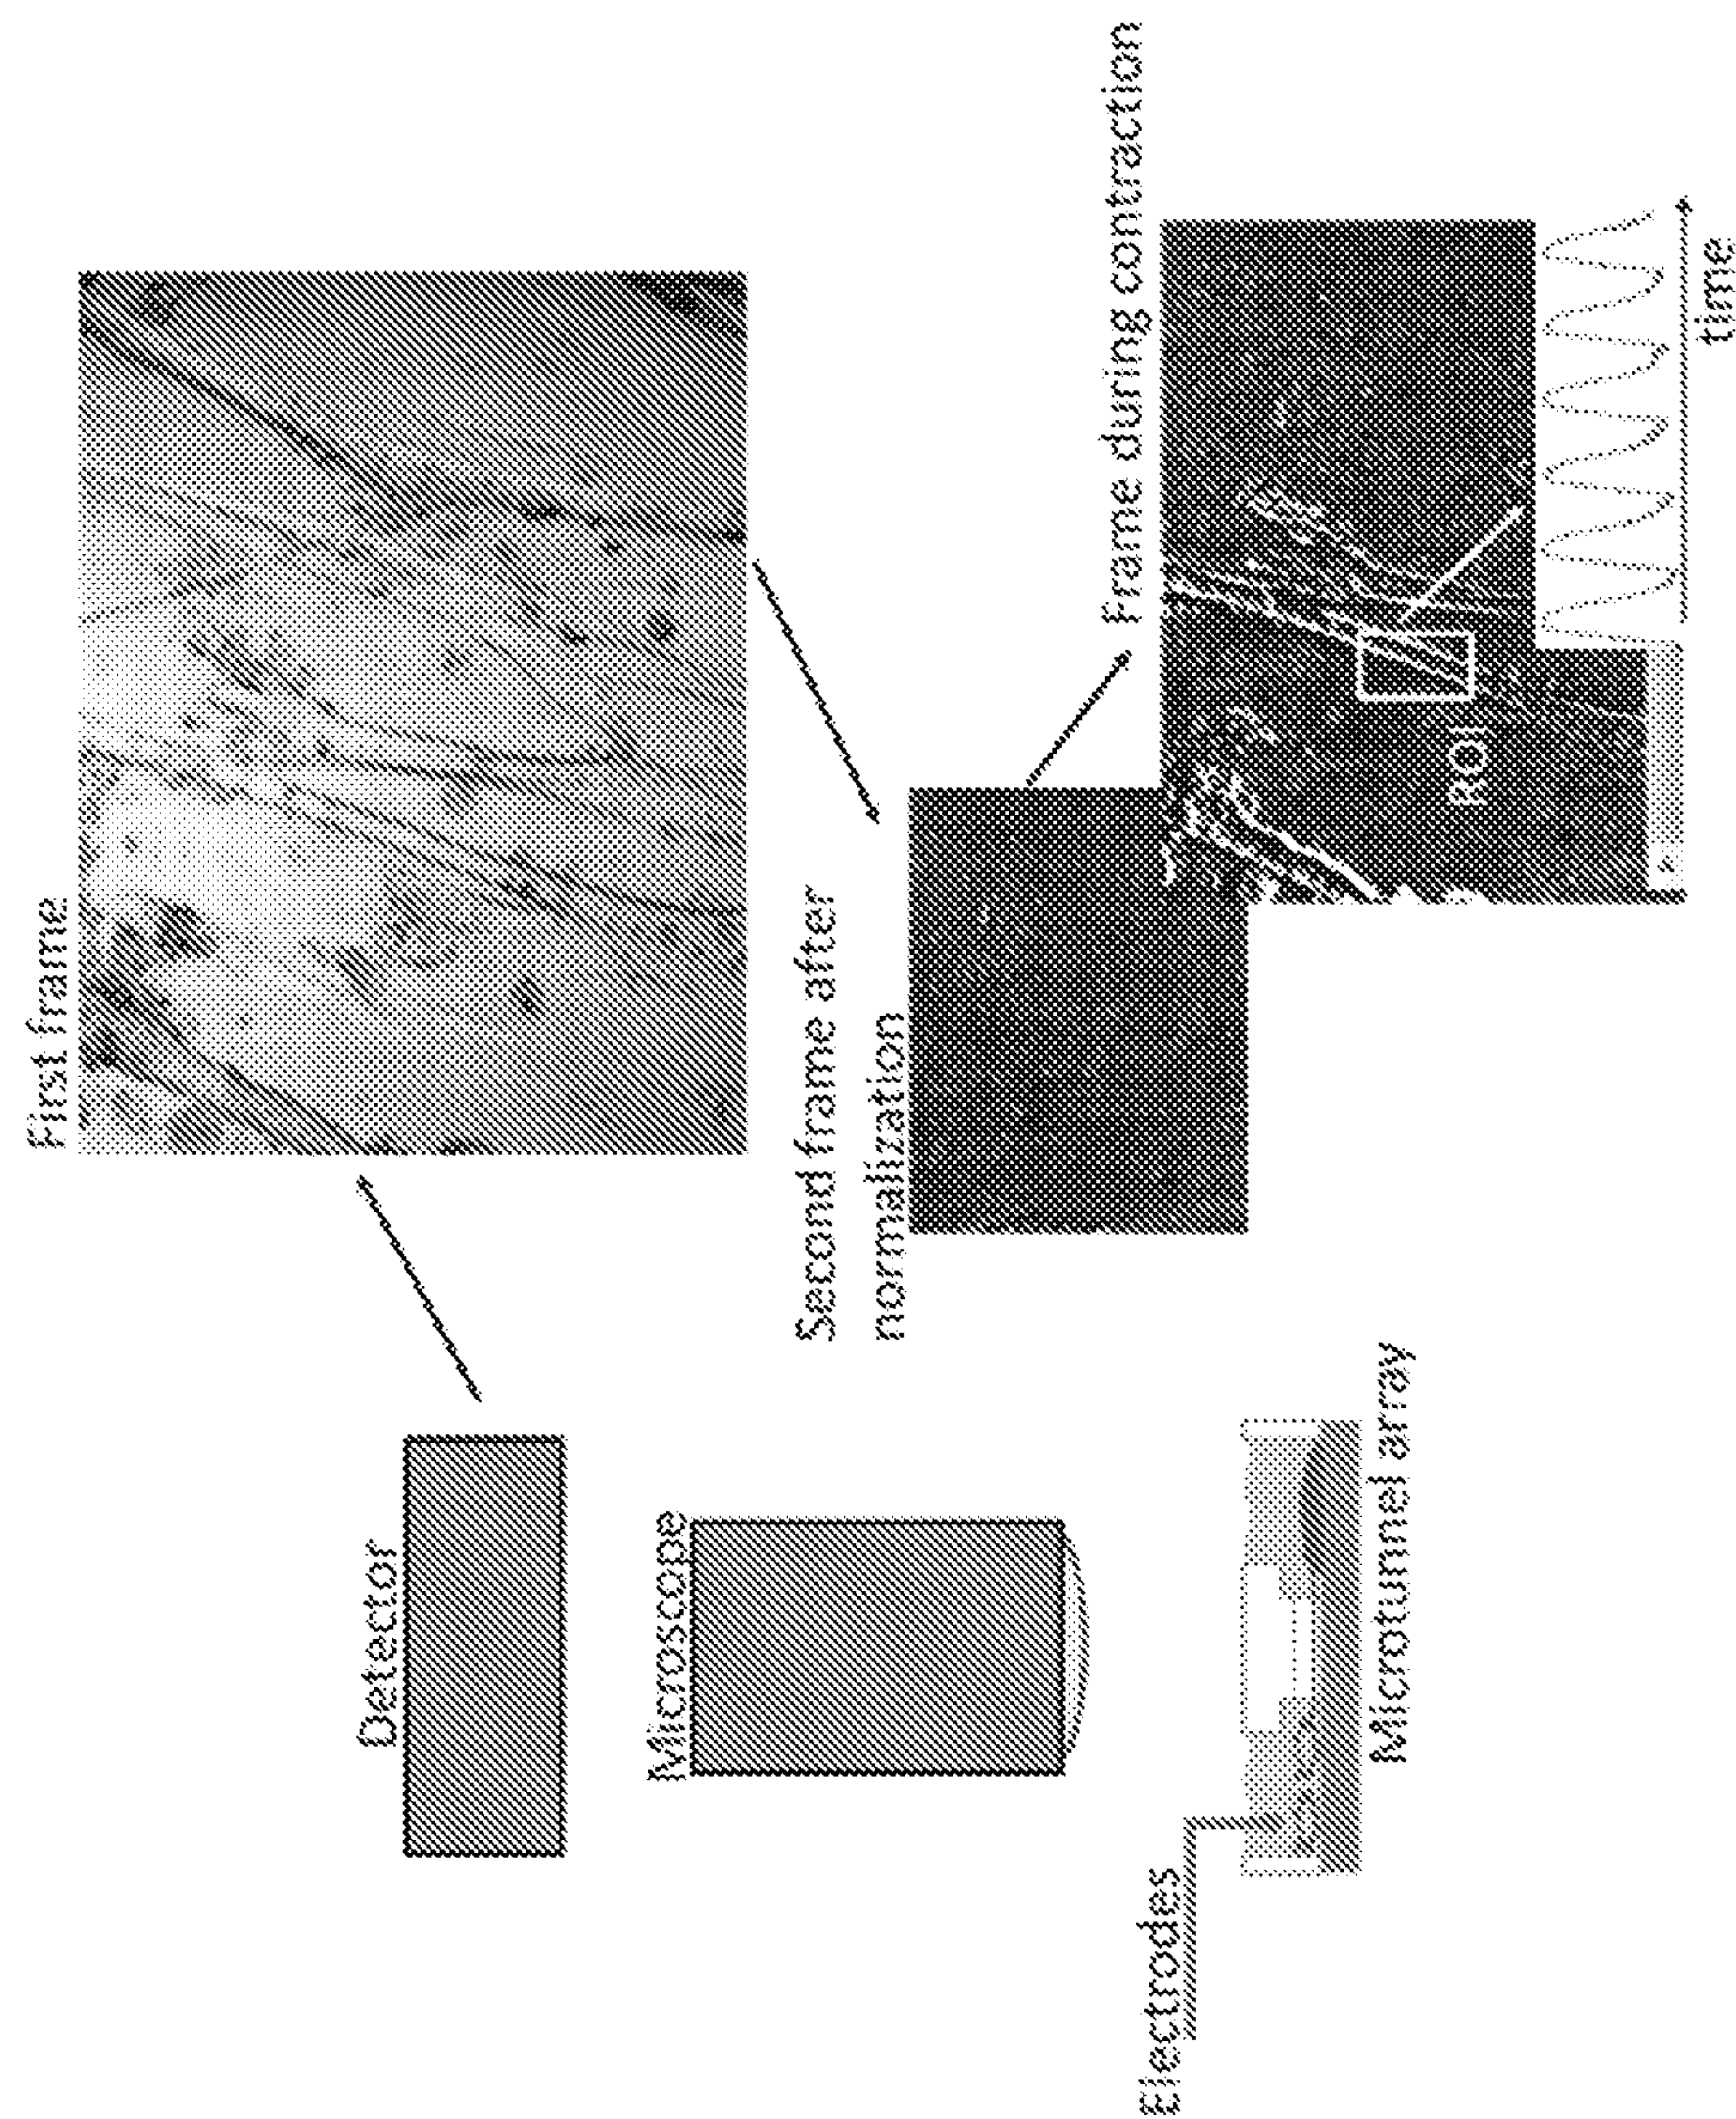 First frame
Detector
Microscope
Electrodes
Microtunnel array
Second frame after
normalization
Frame during contraction
ROI
time